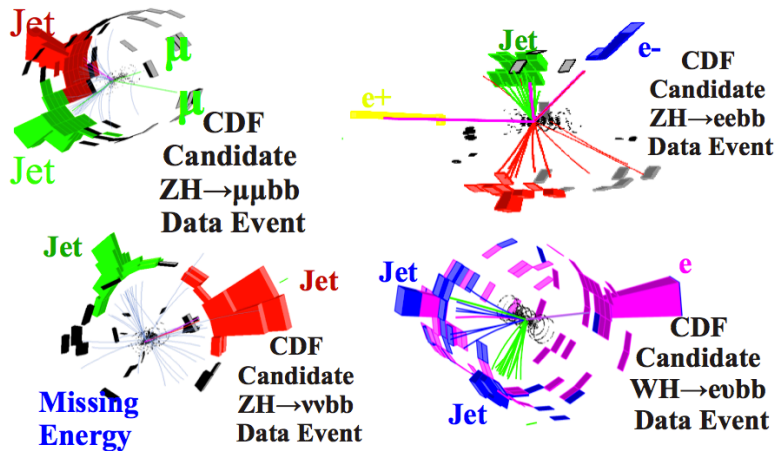 Jet
μ
μ
Jet
CDF
Candidate
ZH→μμbb
Data Event
Jet
e-
e+
CDF
Candidate
ZH→eebb
Data Event
Jet
Jet
Missing
Energy
CDF
Candidate
ZH→ννbb
Data Event
Jet
e
Jet
CDF
Candidate
WH→eυbb
Data Event